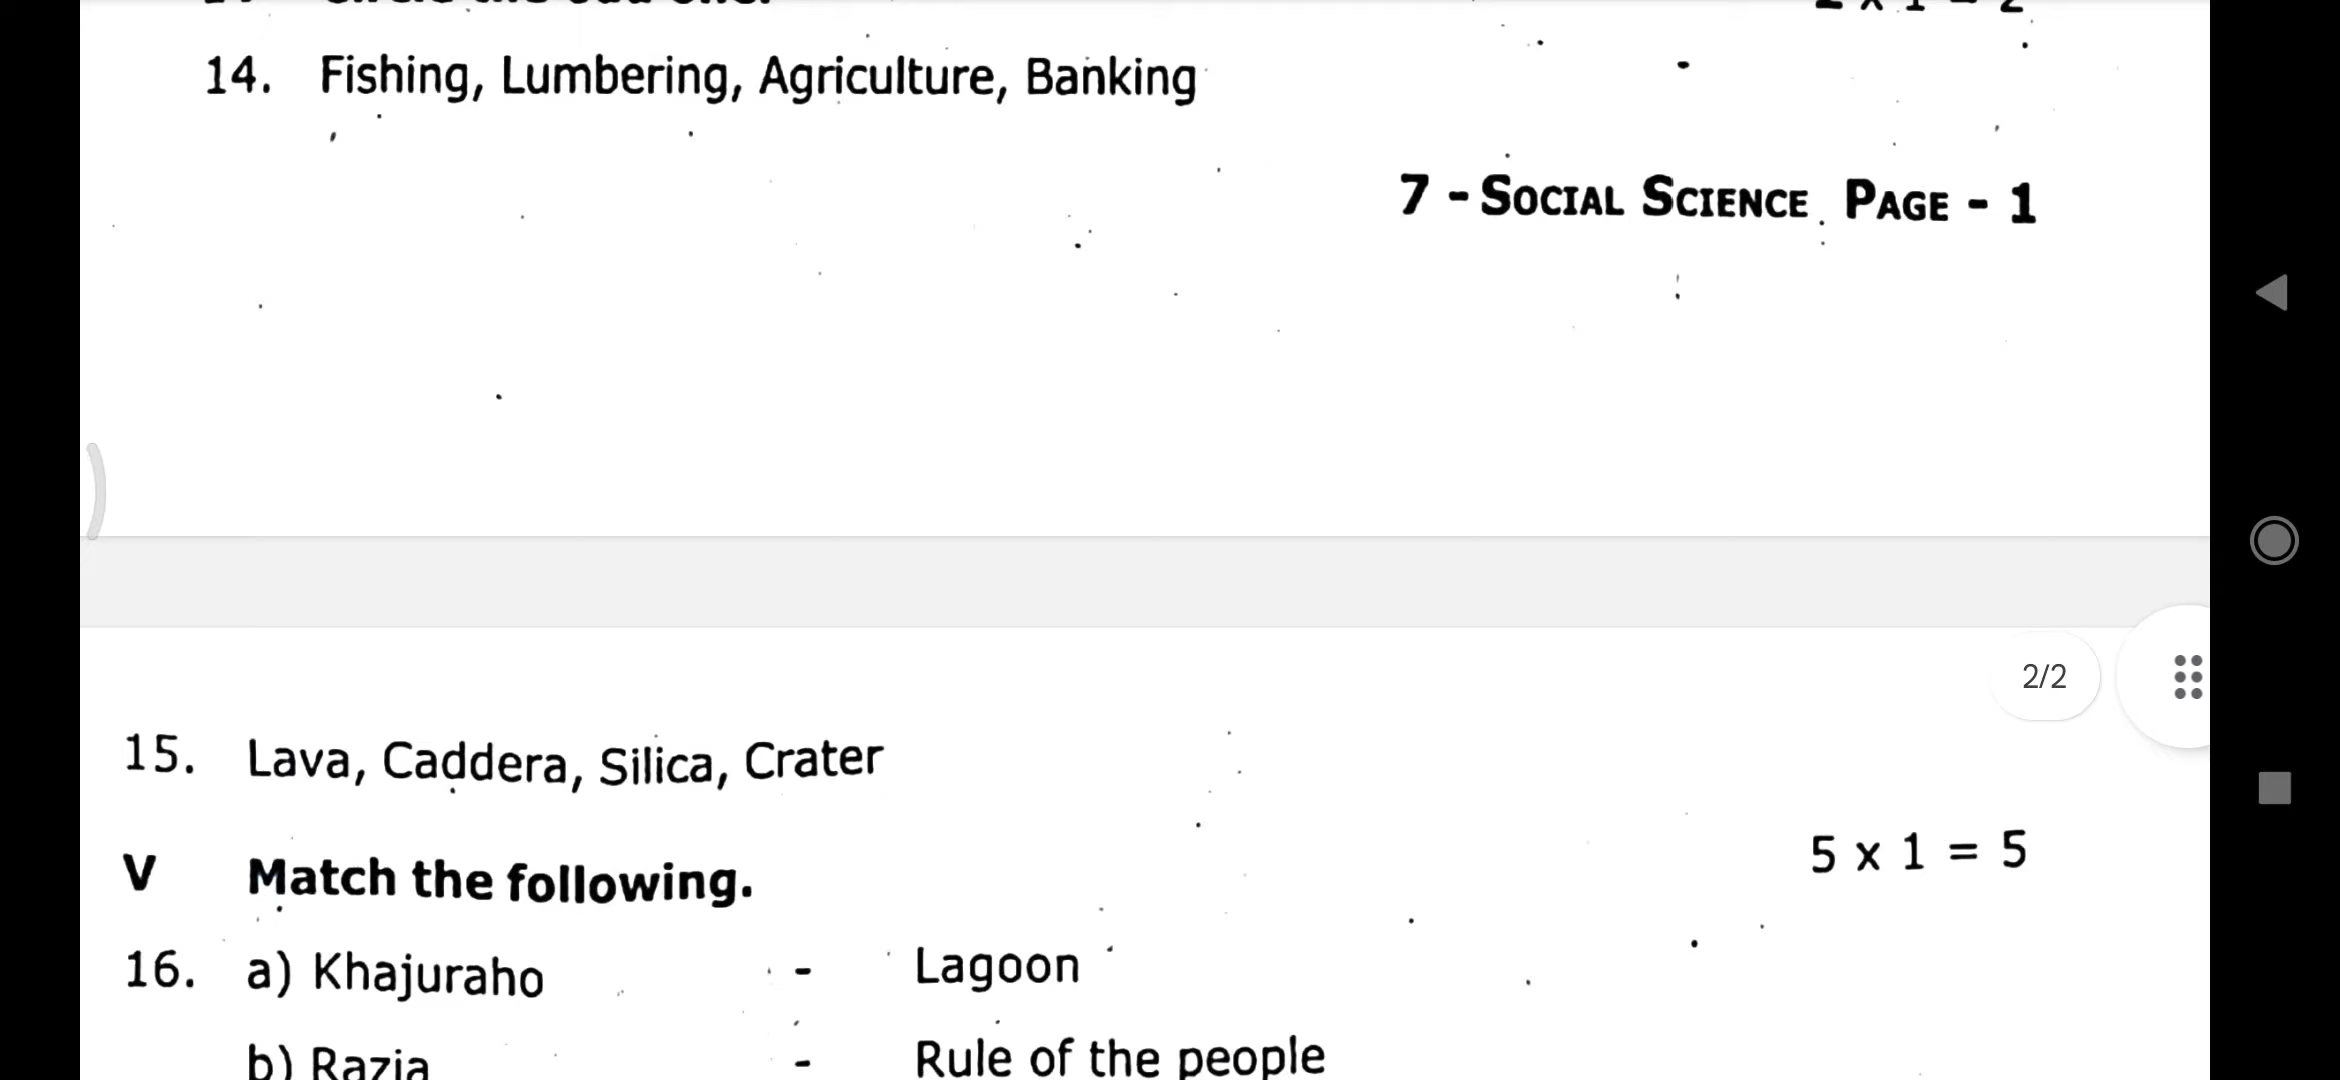 14. Fishing, Lumbering, Agriculture, Banking
7 - SOCIAL SCIENCE PAGE - 1
2/2
15. Lava, Caddera, Silica, Crater
V Match the following. 5 x 1 = 5
16. a) Khajuraho - Lagoon
b) Razia - Rule of the people